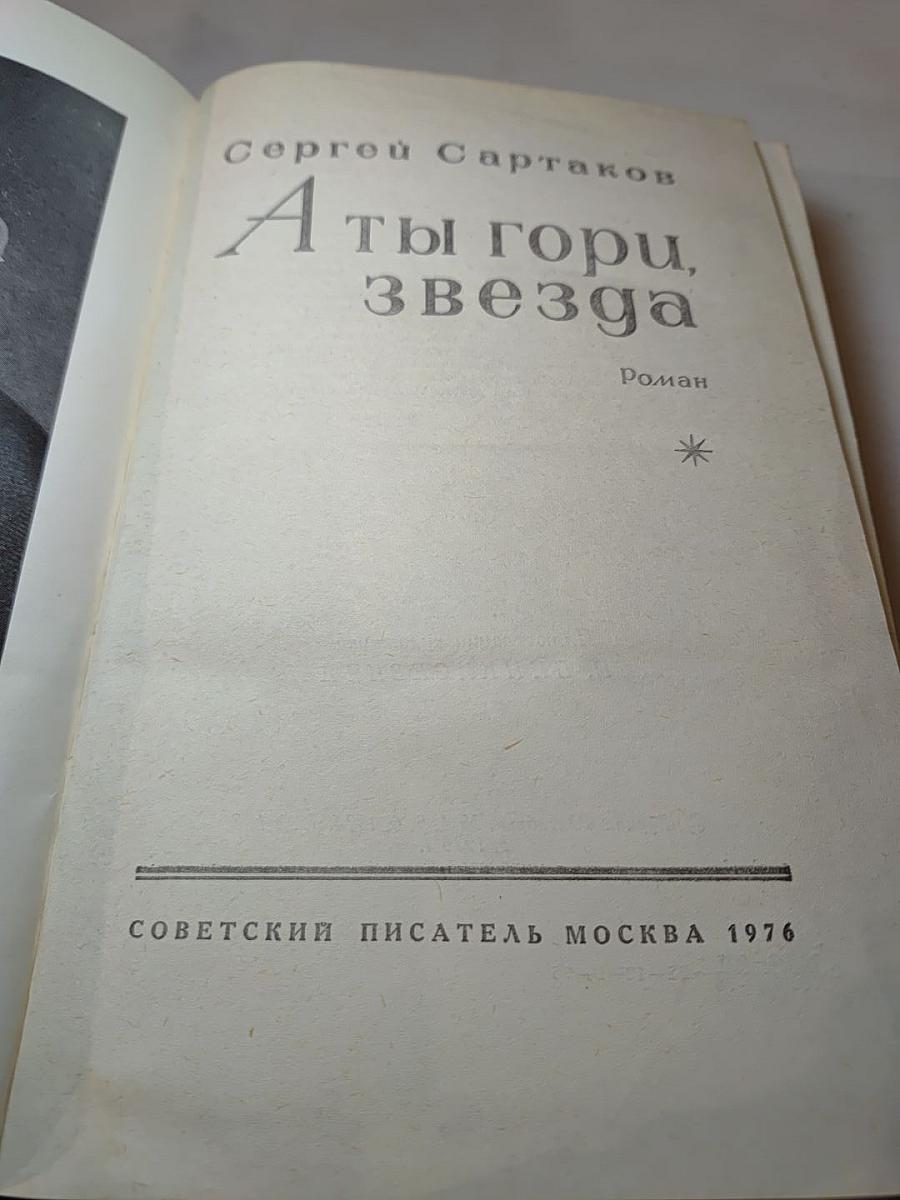 Сергей Сартаков
А ты гори,
звезда
Роман
СОВЕТСКИЙ ПИСАТЕЛЬ МОСКВА 1976